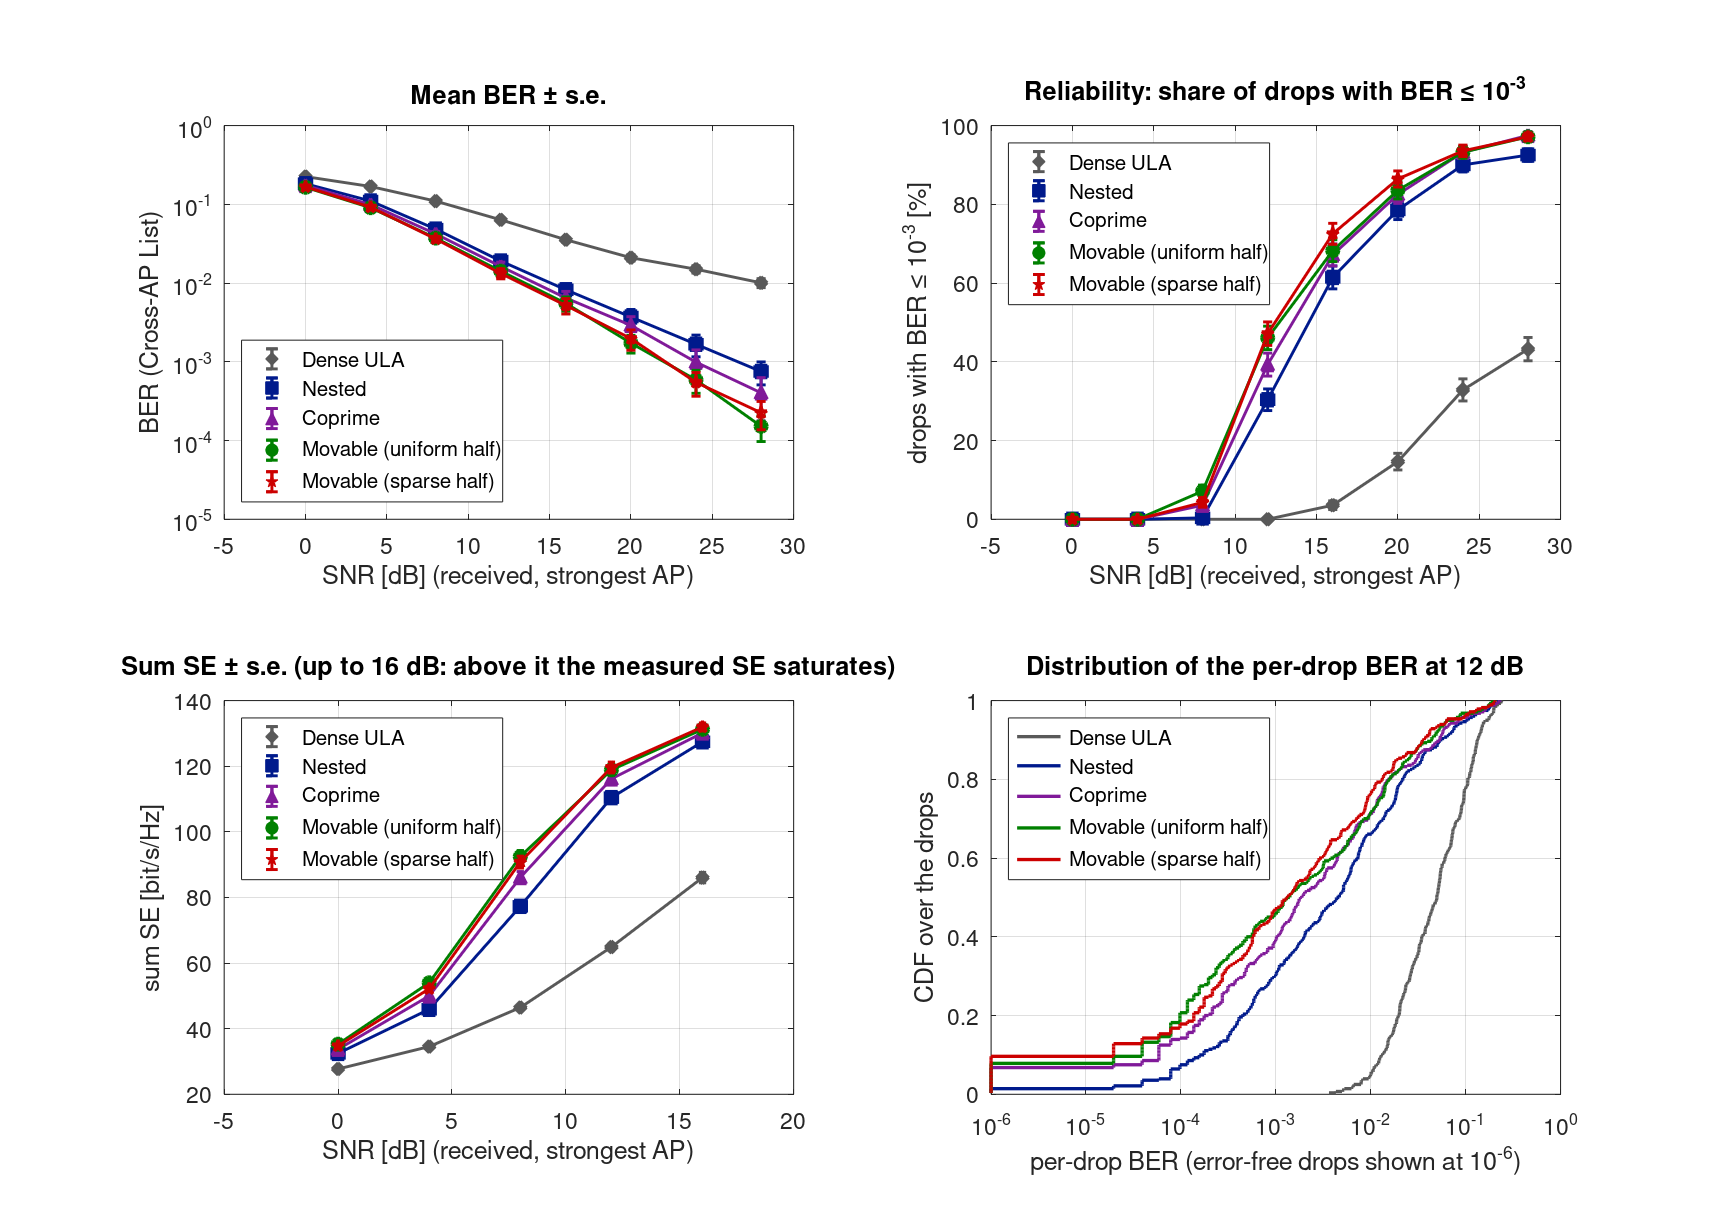 Mean BER ± s.e.
10^0
10^-1
10^-2
10^-3
10^-4
10^-5
BER (Cross-AP List)
Dense ULA
Nested
Coprime
Movable (uniform half)
Movable (sparse half)
-5 0 5 10 15 20 25 30
SNR [dB] (received, strongest AP)
Reliability: share of drops with BER ≤ 10^-3
100
80
60
40
20
0
drops with BER ≤ 10^-3 [%]
Dense ULA
Nested
Coprime
Movable (uniform half)
Movable (sparse half)
-5 0 5 10 15 20 25 30
SNR [dB] (received, strongest AP)
Sum SE ± s.e. (up to 16 dB: above it the measured SE saturates)
140
120
100
80
60
40
20
sum SE [bit/s/Hz]
Dense ULA
Nested
Coprime
Movable (uniform half)
Movable (sparse half)
-5 0 5 10 15 20
SNR [dB] (received, strongest AP)
Distribution of the per-drop BER at 12 dB
1
0.8
0.6
0.4
0.2
0
CDF over the drops
Dense ULA
Nested
Coprime
Movable (uniform half)
Movable (sparse half)
10^-6 10^-5 10^-4 10^-3 10^-2 10^-1 10^0
per-drop BER (error-free drops shown at 10^-6)